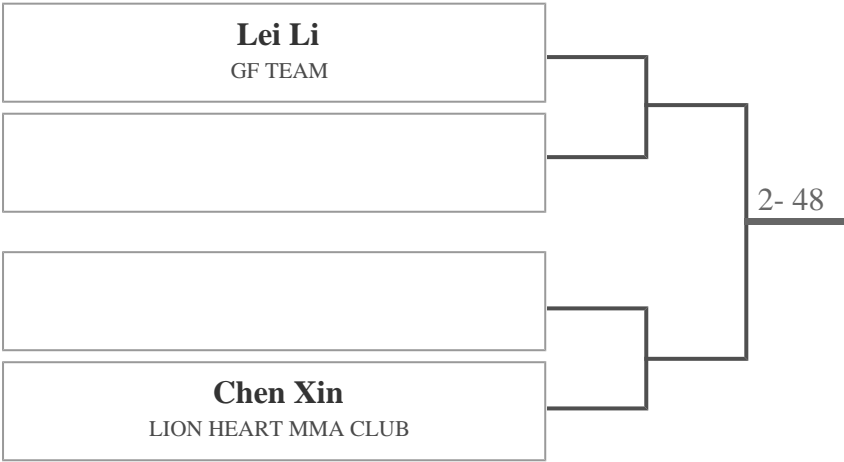 Lei Li
GF TEAM
2- 48
Chen Xin
LION HEART MMA CLUB